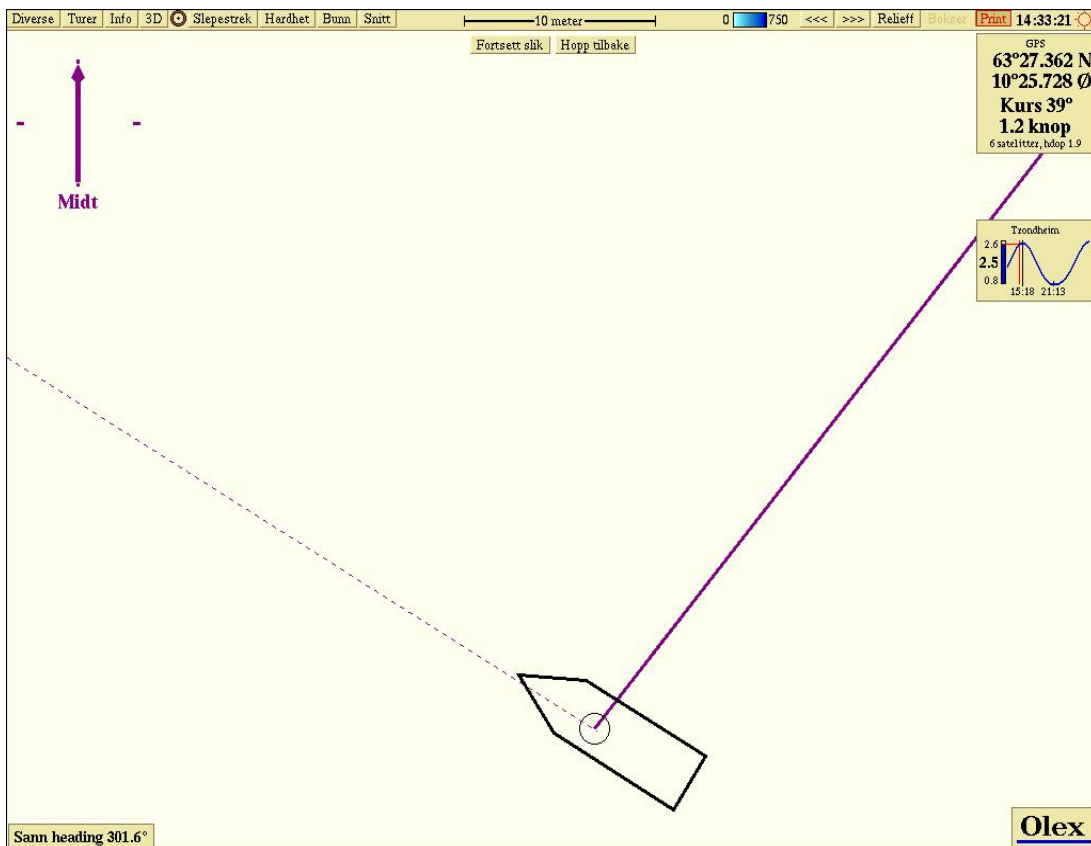 Diverse Turer Info 3D Slepestrek Hardhet Bunn Snitt 10 meter 0 750 <<< >>> Relieff Bokser Print 14:33:21
Fortsett slik Hopp tilbake
GPS
63°27.362 N
10°25.728 Ø
Kurs 39°
1.2 knop
6 satelitter, hdop 1.9
Midt
Trondheim
2.6
2.5
0.8
15:18 21:13
Sann heading 301.6°
Olex